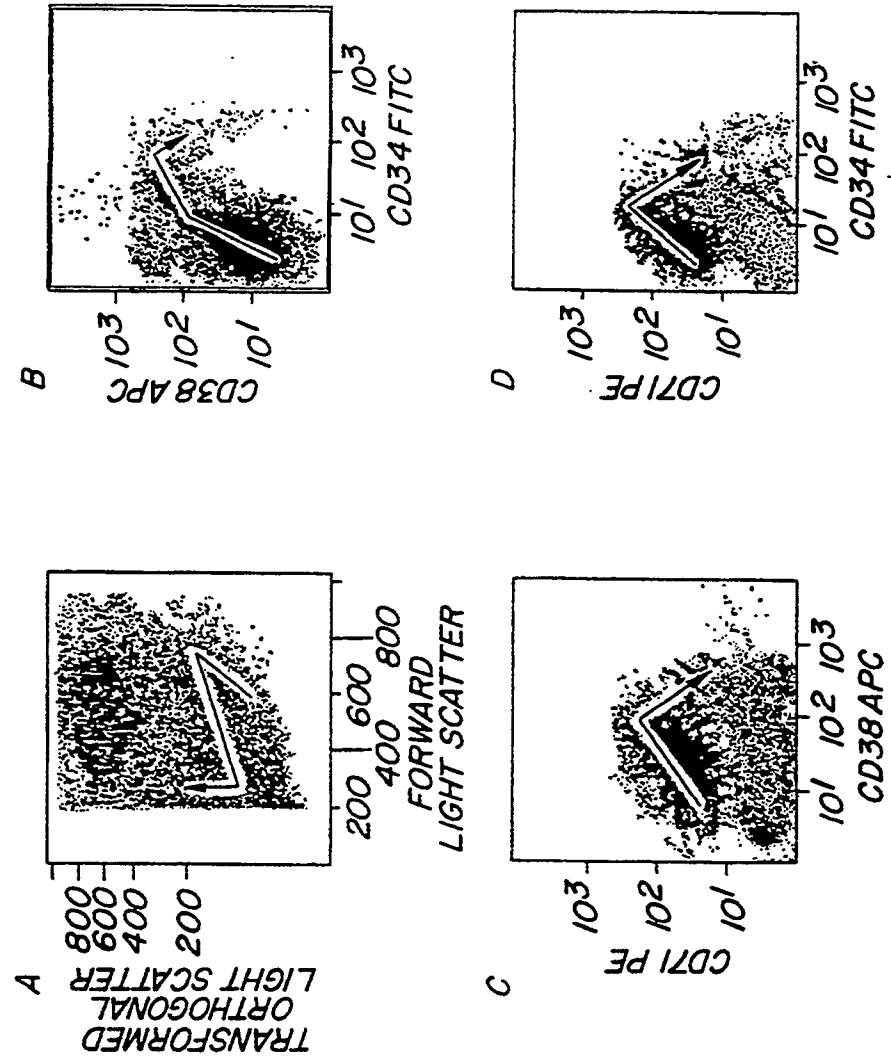 A
TRANSFORMED
ORTHOGONAL
LIGHT SCATTER
800
600
400
200
200 400 600 800
FORWARD
LIGHT SCATTER
B
CD38 APC
10³
10²
10¹
10¹ 10² 10³
CD34 FITC
C
CD71 PE
10³
10²
10¹
10¹ 10² 10³
CD38 APC
D
CD71 PE
10³
10²
10¹
10¹ 10² 10³
CD34 FITC